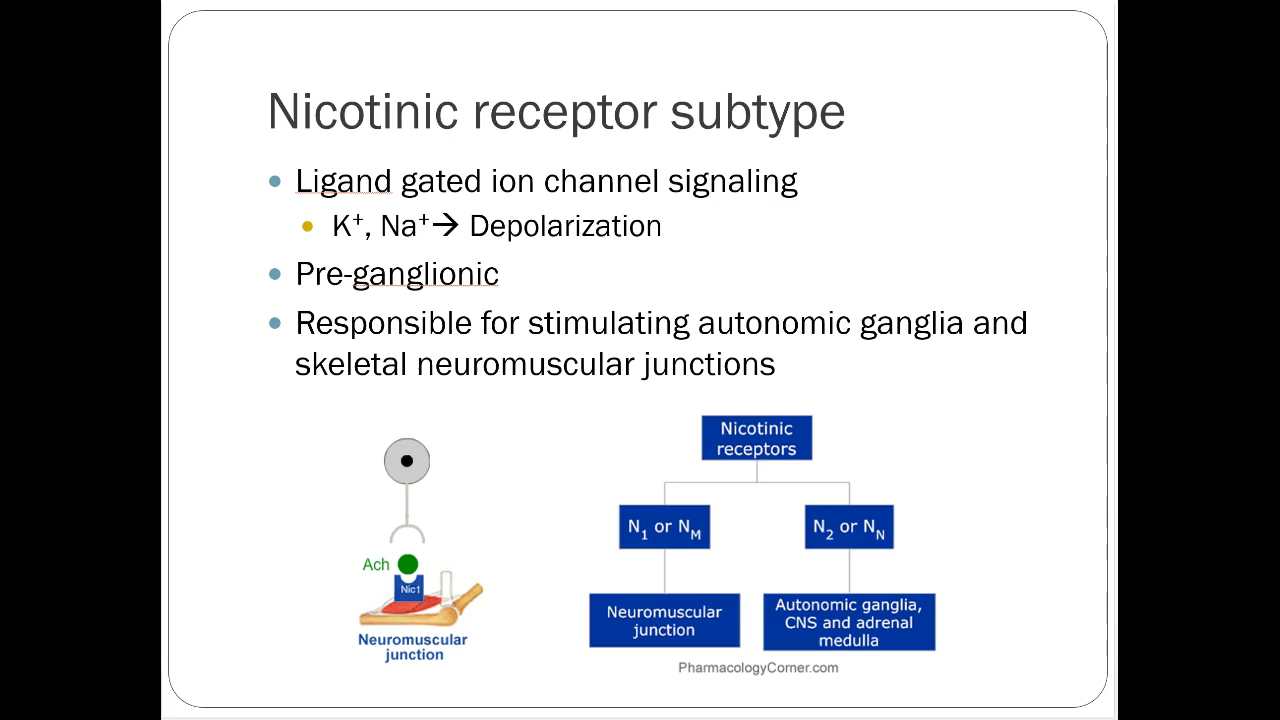 Nicotinic receptor subtype
• Ligand gated ion channel signaling
• K⁺, Na⁺→ Depolarization
• Pre-ganglionic
• Responsible for stimulating autonomic ganglia and
skeletal neuromuscular junctions
Ach
Nic1
Neuromuscular
junction
Nicotinic
receptors
N₁ or N_M
N₂ or N_N
Neuromuscular
junction
Autonomic ganglia,
CNS and adrenal
medulla
PharmacologyCorner.com